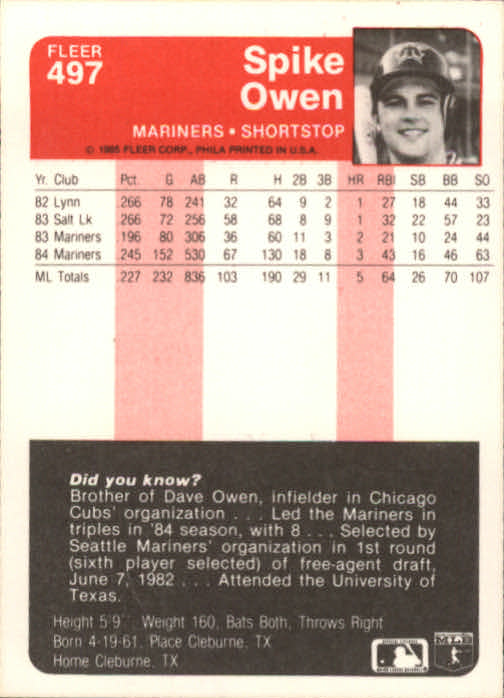 FLEER
497
Spike
Owen
MARINERS • SHORTSTOP
© 1985 FLEER CORP., PHILA PRINTED IN U.S.A.
Yr. Club Pct. G AB R H 2B 3B HR RBI SB BB SO
82 Lynn .266 78 241 32 64 9 2 1 27 18 44 33
83 Salt Lk .266 72 256 58 68 8 9 1 32 22 57 23
83 Mariners .196 80 306 36 60 11 3 2 21 10 24 44
84 Mariners .245 152 530 67 130 18 8 3 43 16 46 63
ML Totals .227 232 836 103 190 29 11 5 64 26 70 107
Did you know?
Brother of Dave Owen, infielder in Chicago
Cubs' organization . . . Led the Mariners in
triples in '84 season, with 8 . . . Selected by
Seattle Mariners' organization in 1st round
(sixth player selected) of free-agent draft,
June 7, 1982 . . . Attended the University of
Texas.
Height 5'9". Weight 160, Bats Both, Throws Right
Born 4-19-61, Place Cleburne, TX
Home Cleburne, TX
MLB